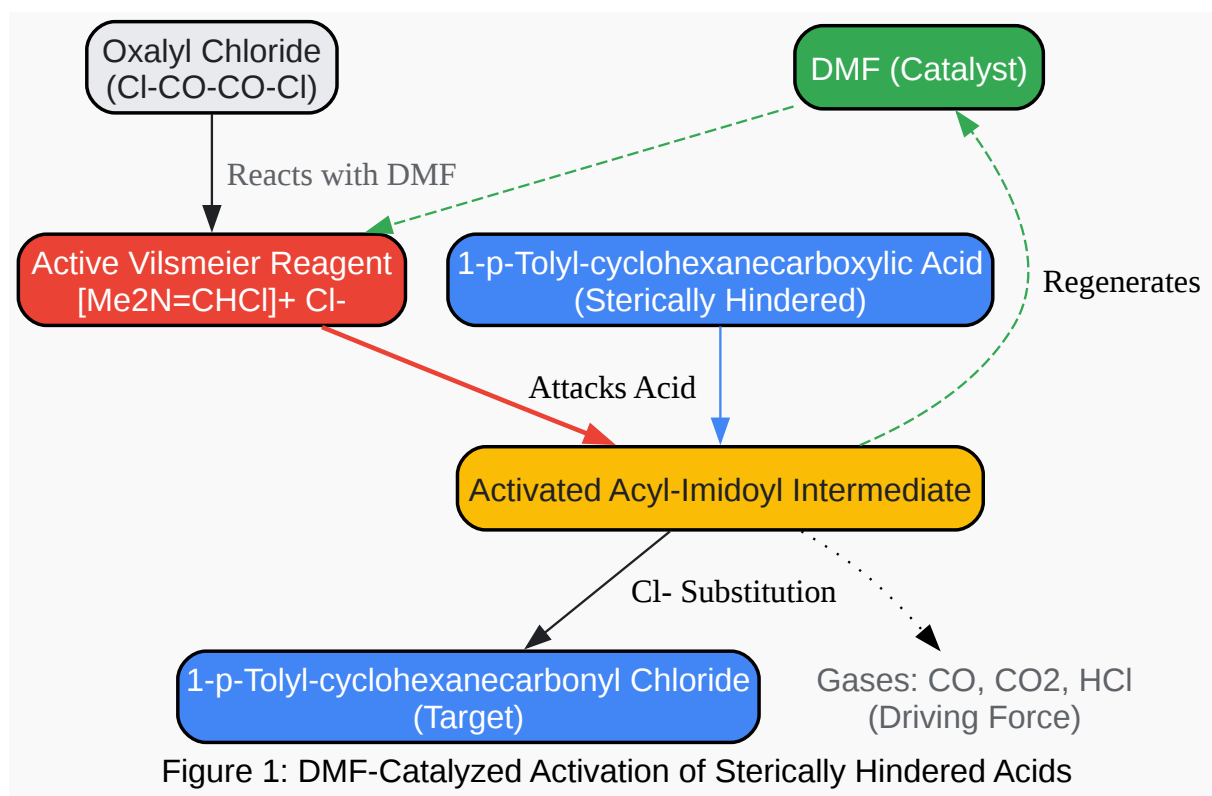 Oxalyl Chloride
(Cl-CO-CO-Cl)
DMF (Catalyst)
Reacts with DMF
Active Vilsmeier Reagent
[Me2N=CHCl]+ Cl-
1-p-Tolyl-cyclohexanecarboxylic Acid
(Sterically Hindered)
Regenerates
Attacks Acid
Activated Acyl-Imidoyl Intermediate
Cl- Substitution
1-p-Tolyl-cyclohexanecarbonyl Chloride
(Target)
Gases: CO, CO2, HCl
(Driving Force)
Figure 1: DMF-Catalyzed Activation of Sterically Hindered Acids